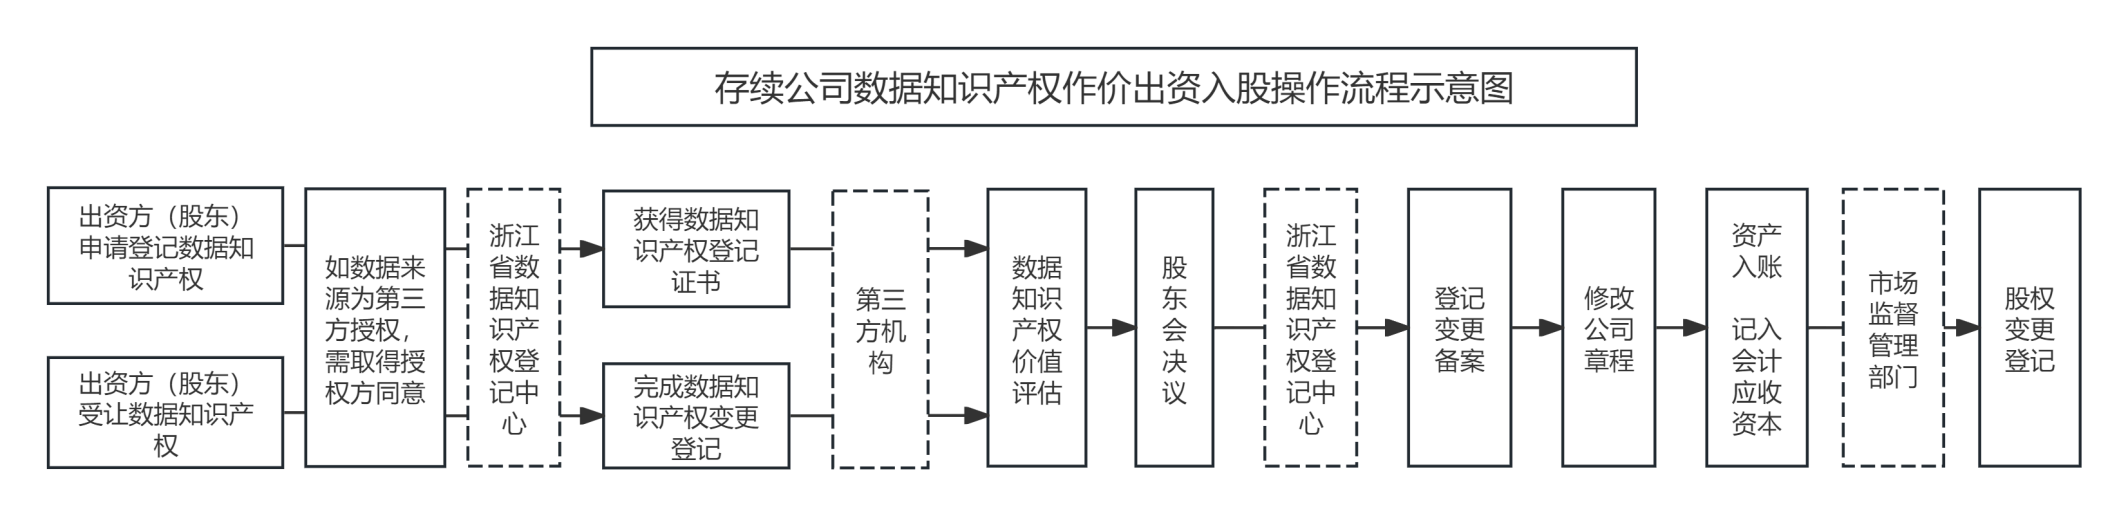 存续公司数据知识产权作价出资入股操作流程示意图
出资方（股东）
申请登记数据知
识产权
出资方（股东）
受让数据知识产
权
如数据来
源为第三
方授权，
需取得授
权方同意
浙江
省数
据知
识产
权登
记中
心
获得数据知
识产权登记
证书
完成数据知
识产权变更
登记
第三
方机
构
数据
知识
产权
价值
评估
股
东
会
决
议
浙江
省数
据知
识产
权登
记中
心
登记
变更
备案
修改
公司
章程
资产
入账
记入
会计
应收
资本
市场
监督
管理
部门
股权
变更
登记